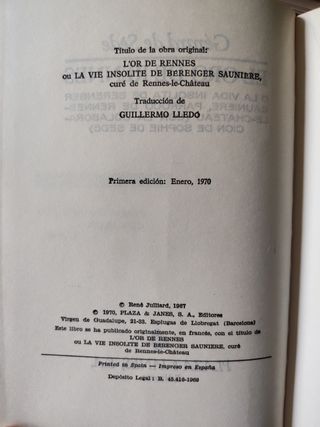 Título de la obra original:
L'OR DE RENNES
ou LA VIE INSOLITE DE BÉRENGER SAUNIÈRE,
curé de Rennes-le-Château
Traducción de
GUILLERMO LLEDÓ
Primera edición: Enero, 1970
© René Julliard, 1967
© 1970, PLAZA & JANES, S. A., Editores
Virgen de Guadalupe, 21-33. Esplugas de Llobregat (Barcelona)
Este libro se ha publicado originalmente, en francés, con el título de
L'OR DE RENNES
ou LA VIE INSOLITE DE BERENGER SAUNIERE, curé
de Rennes-le-Château
Printed in Spain — Impreso en España
Depósito Legal: B. 45.416-1969